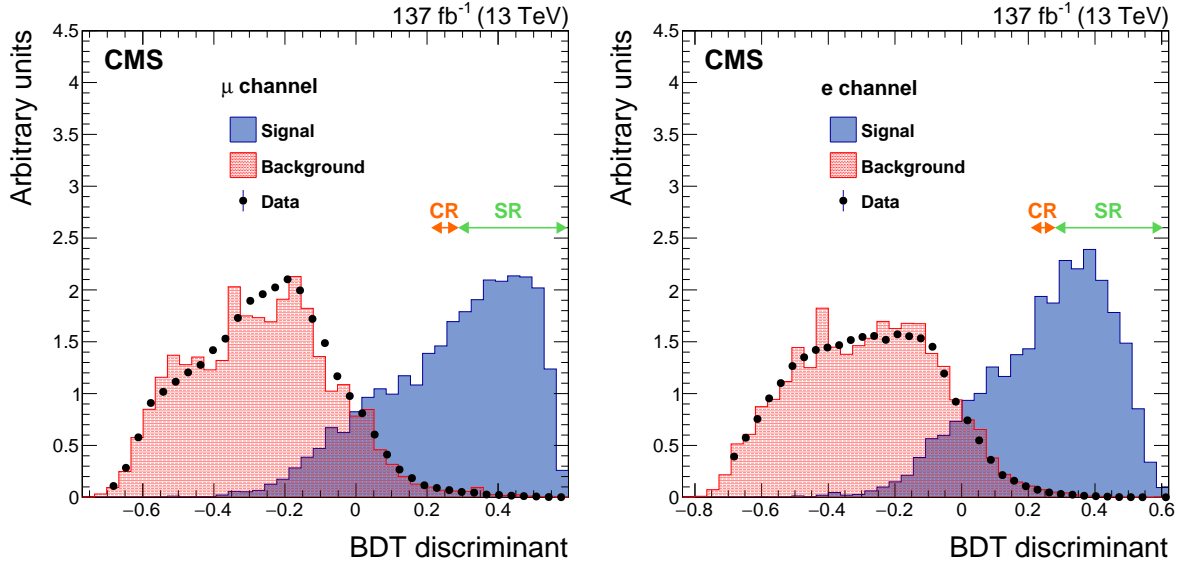 137 fb⁻¹ (13 TeV)
CMS
μ channel
Signal
Background
Data
CR
SR
Arbitrary units
4.5
4
3.5
3
2.5
2
1.5
1
0.5
0
−0.6
−0.4
−0.2
0
0.2
0.4
BDT discriminant
137 fb⁻¹ (13 TeV)
CMS
e channel
Signal
Background
Data
CR
SR
Arbitrary units
4.5
4
3.5
3
2.5
2
1.5
1
0.5
0
−0.8
−0.6
−0.4
−0.2
0
0.2
0.4
0.6
BDT discriminant